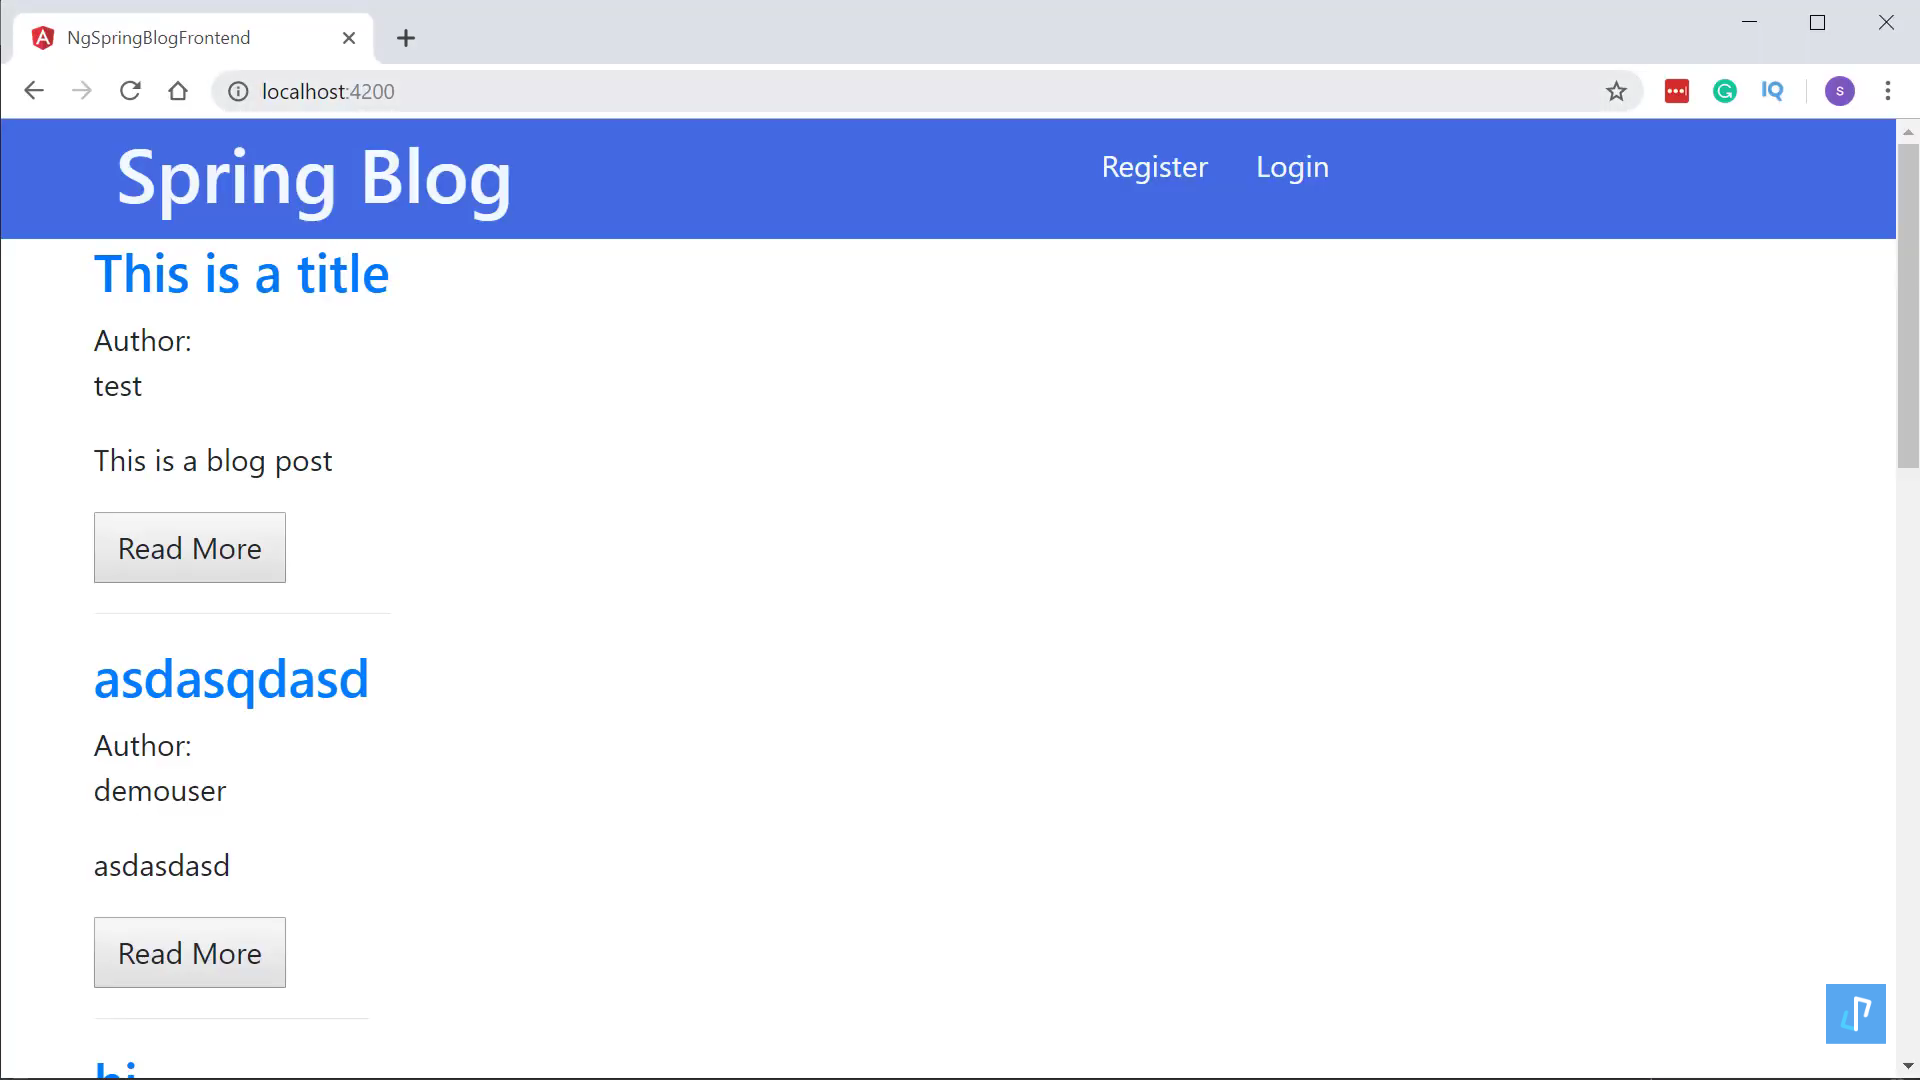 NgSpringBlogFrontend
localhost:4200
IQ
s
Spring Blog
Register Login
This is a title
Author:
test
This is a blog post
Read More
asdasqdasd
Author:
demouser
asdasdasd
Read More
hi